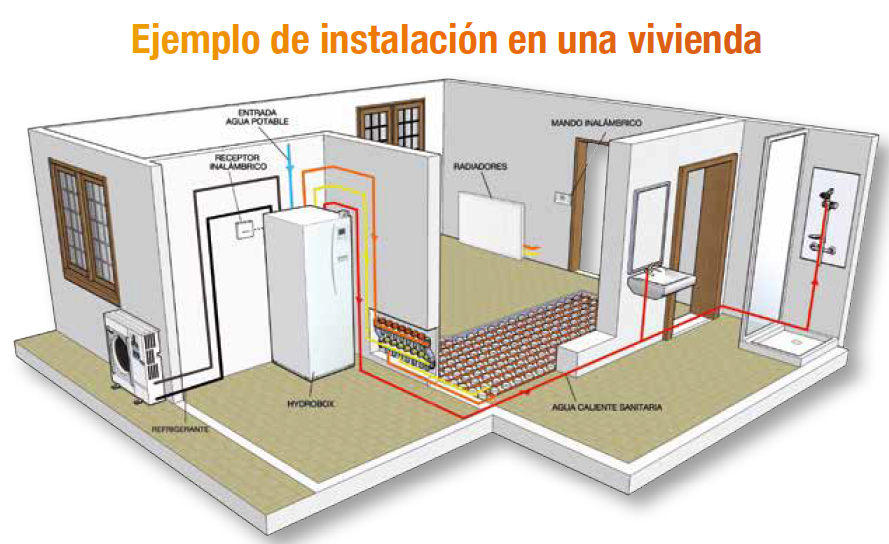 Ejemplo de instalación en una vivienda
ENTRADA
AGUA POTABLE
MANDO INALÁMBRICO
RECEPTOR
INALÁMBRICO
RADIADORES
HYDROBOX
AGUA CALIENTE SANITARIA
REFRIGERANTE